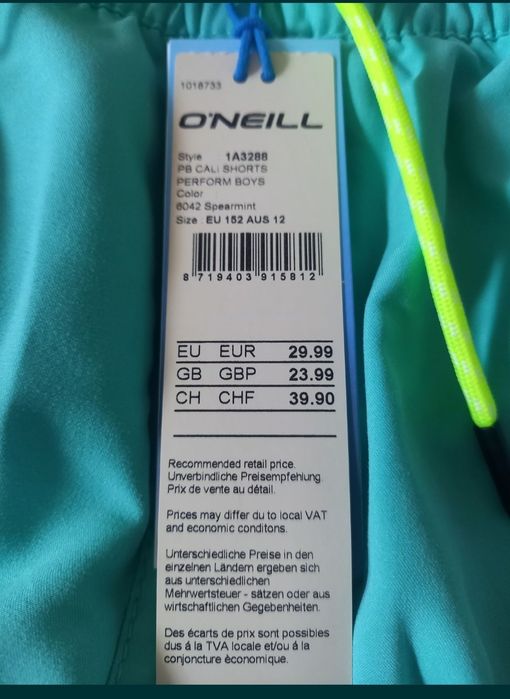 1018733
O'NEILL
Style 1A3288
PB CALI SHORTS
PERFORM BOYS
Color
6042 Spearmint
Size EU 152 AUS 12
8 719403 915812
EU EUR 29.99
GB GBP 23.99
CH CHF 39.90
Recommended retail price.
Unverbindliche Preisempfehlung.
Prix de vente au détail.
Prices may differ du to local VAT
and economic conditons.
Unterschiedliche Preise in den
einzelnen Ländern ergeben sich
aus unterschiedlichen
Mehrwertsteuer - sätzen oder aus
wirtschaftlichen Gegebenheiten.
Des écarts de prix sont possibles
dus á la TVA locale et/ou á la
conjoncture èconomique.